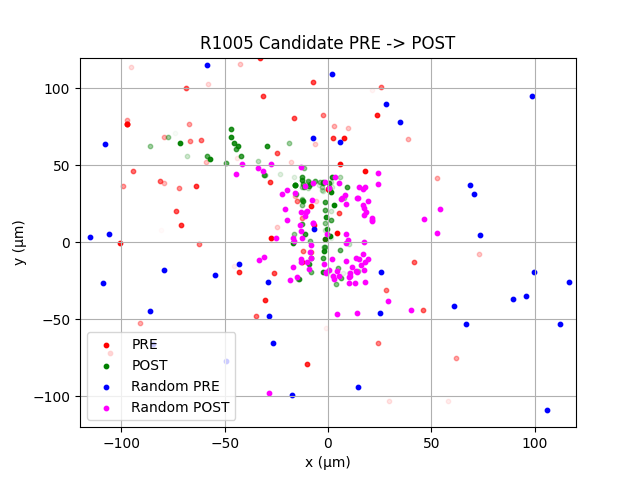 R1005 Candidate PRE -> POST
100
50
0
−50
−100
y (μm)
PRE
POST
Random PRE
Random POST
−100
−50
0
50
100
x (μm)